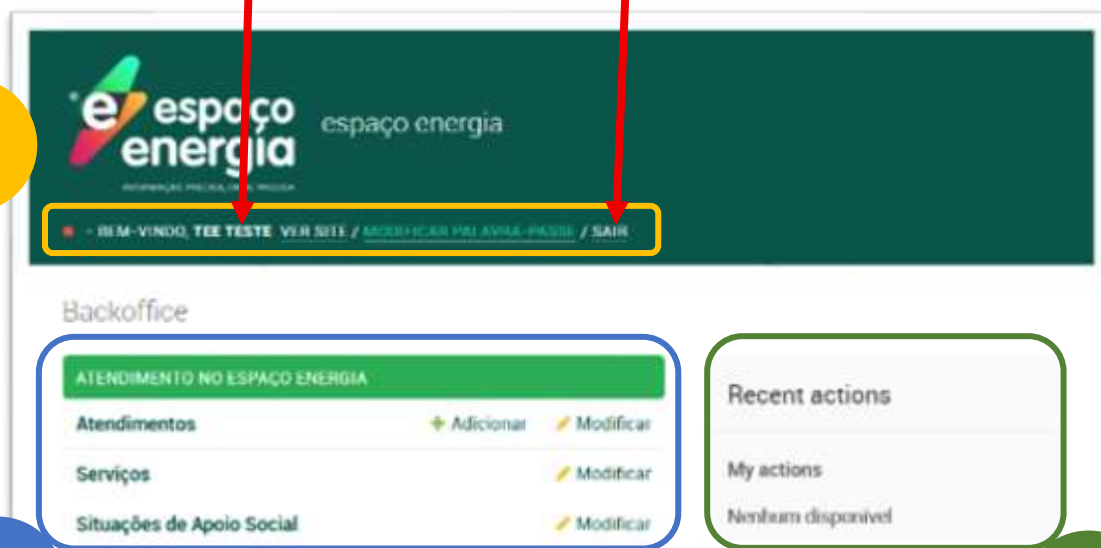 espaço
energia
espaço energia
- BEM-VINDO, TEE TESTE VER SITE / MODIFICAR PALAVRA-PASSE / SAIR
Backoffice
ATENDIMENTO NO ESPAÇO ENERGIA
Atendimentos + Adicionar Modificar
Serviços Modificar
Situações de Apoio Social Modificar
Recent actions
My actions
Nenhum disponível